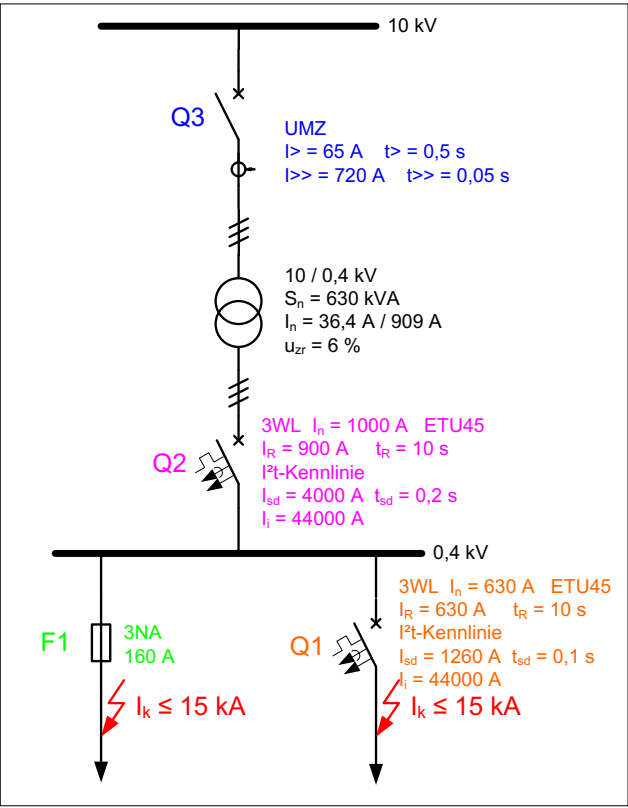 10 kV
Q3
UMZ
I> = 65 A t> = 0,5 s
I>> = 720 A t>> = 0,05 s
10 / 0,4 kV
Sn = 630 kVA
In = 36,4 A / 909 A
uzr = 6 %
Q2
3WL In = 1000 A ETU45
IR = 900 A tR = 10 s
I²t-Kennlinie
Isd = 4000 A tsd = 0,2 s
Ii = 44000 A
0,4 kV
F1
3NA
160 A
Ik ≤ 15 kA
Q1
3WL In = 630 A ETU45
IR = 630 A tR = 10 s
I²t-Kennlinie
Isd = 1260 A tsd = 0,1 s
Ii = 44000 A
Ik ≤ 15 kA